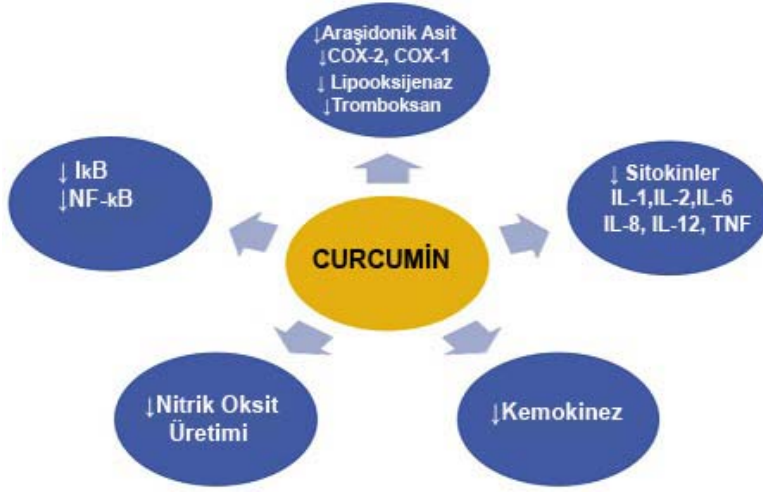 ↓Araşidonik Asit
↓COX-2, COX-1
↓ Lipooksijenaz
↓Tromboksan
↓ IκB
↓NF-κB
↓ Sitokinler
IL-1,IL-2,IL-6
IL-8, IL-12, TNF
CURCUMİN
↓Nitrik Oksit
Üretimi
↓Kemokinez